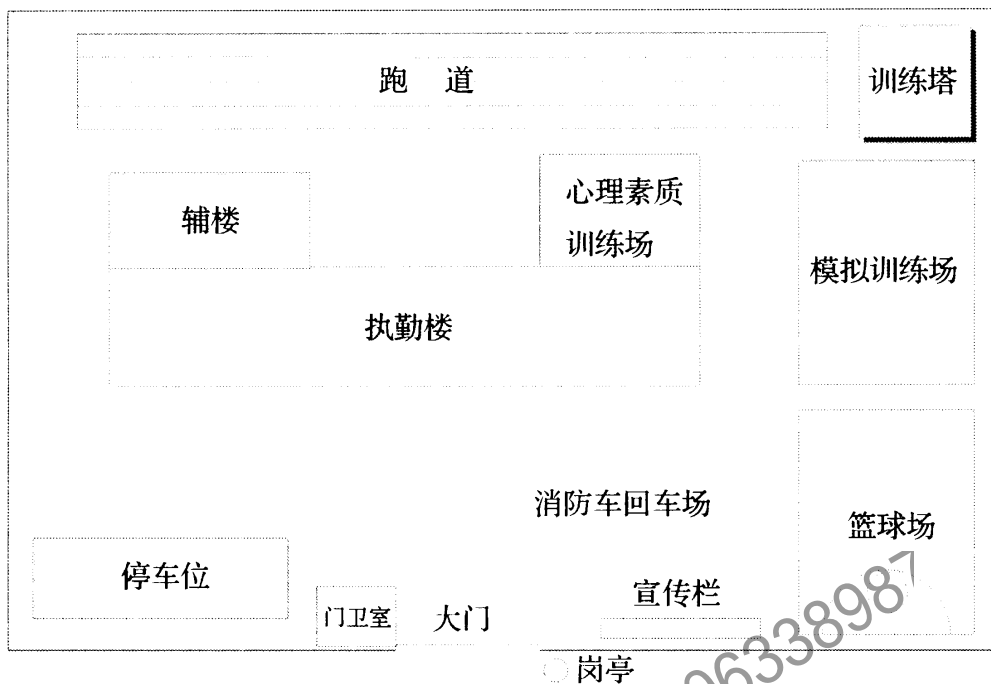 跑 道
训练塔
辅楼
心理素质
训练场
模拟训练场
执勤楼
消防车回车场
篮球场
停车位
宣传栏
门卫室
大门
岗亭
9633898